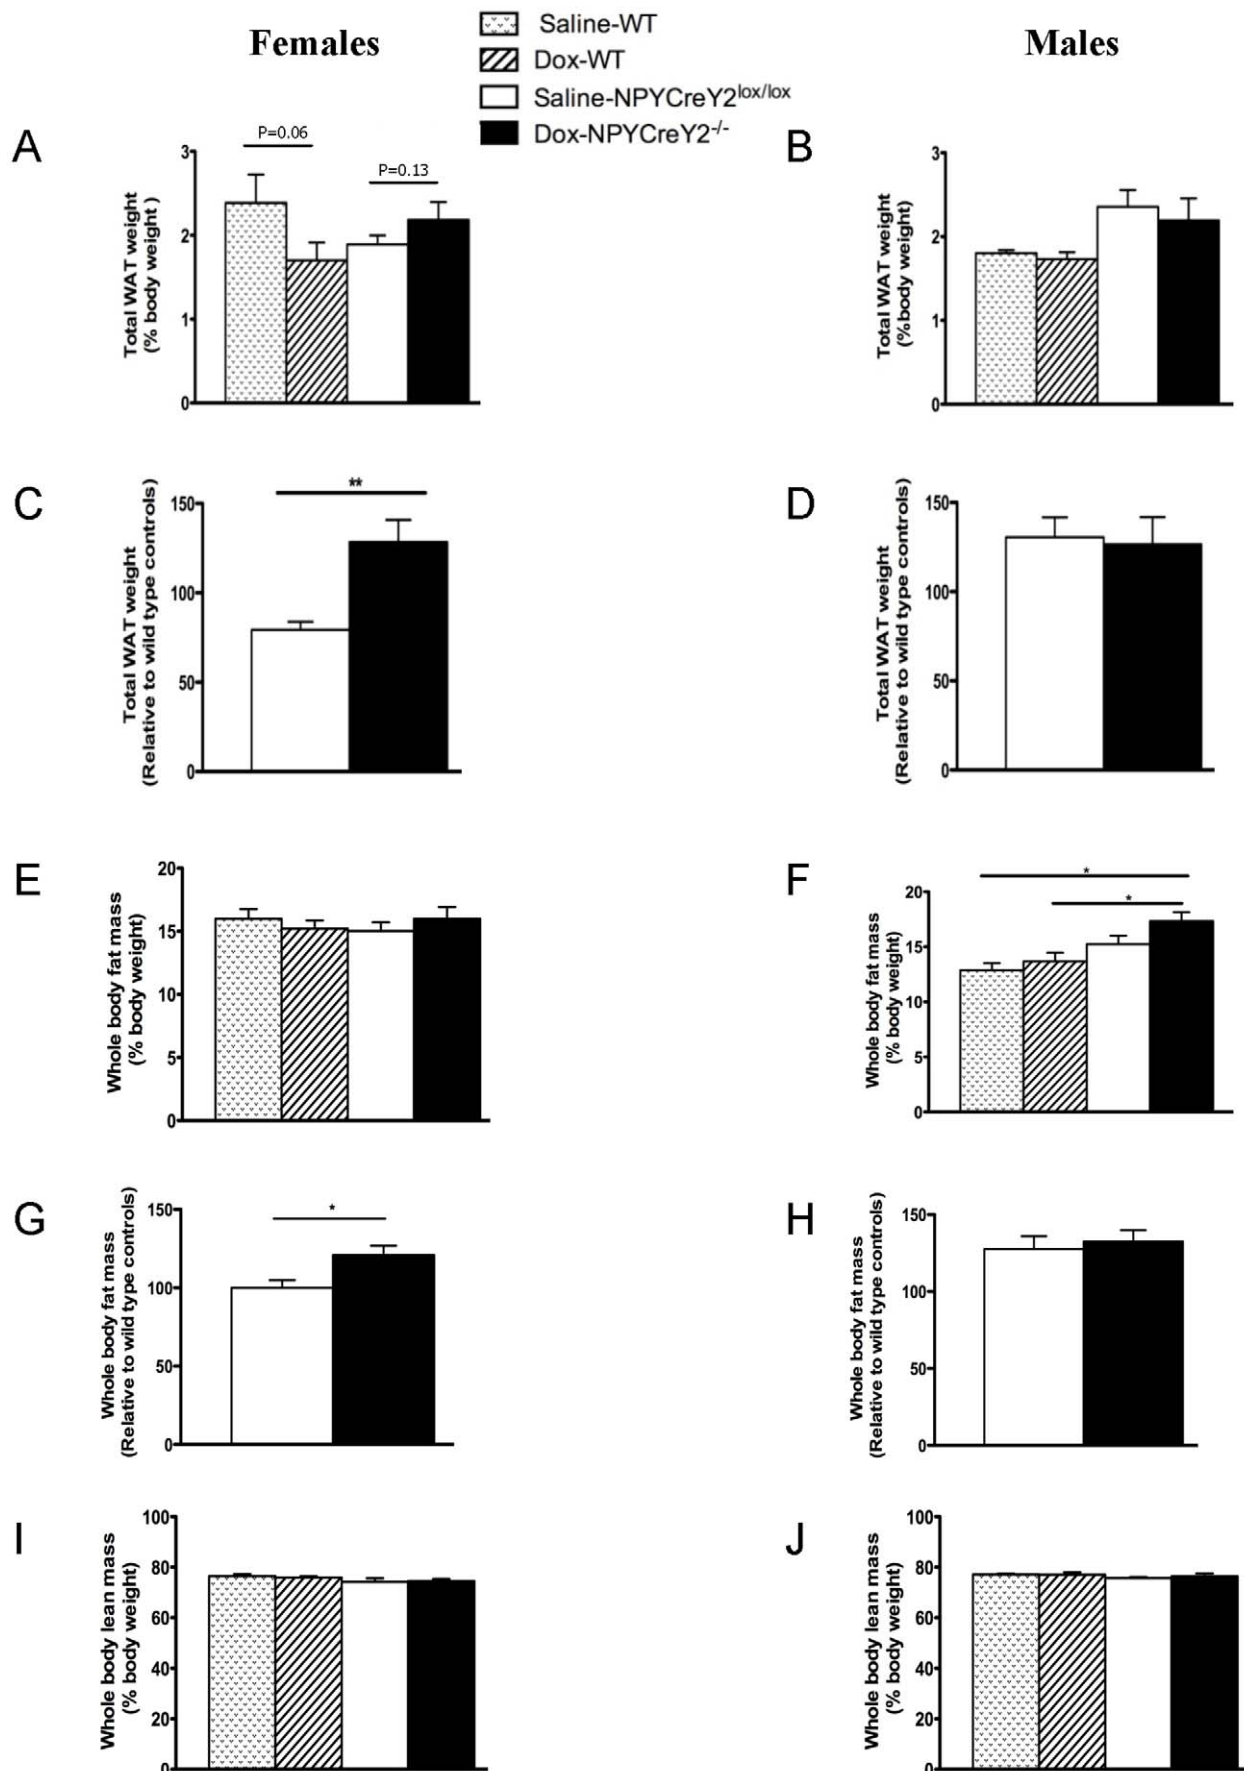 Females
Saline-WT
Dox-WT
Saline-NPYCreY2lox/lox
Dox-NPYCreY2-/-
Males
A
P=0.06
P=0.13
Total WAT weight
(% body weight )
3
2
1
0
B
Total WAT weight
(%body weight)
3
2
1
0
C
**
Total WAT weight
(Relative to wild type controls)
150
100
50
0
D
Total WAT weight
(Relative to wild type controls)
150
100
50
0
E
Whole body fat mass
(% body weight)
20
15
10
5
0
F
*
*
Whole body fat mass
(% body weight)
20
15
10
5
0
G
*
Whole body fat mass
(Relative to wild type controls)
150
100
50
0
H
Whole body fat mass
(Relative to wild type controls)
150
100
50
0
I
Whole body lean mass
(% body weight)
100
80
60
40
20
0
J
Whole body lean mass
(% body weight)
100
80
60
40
20
0